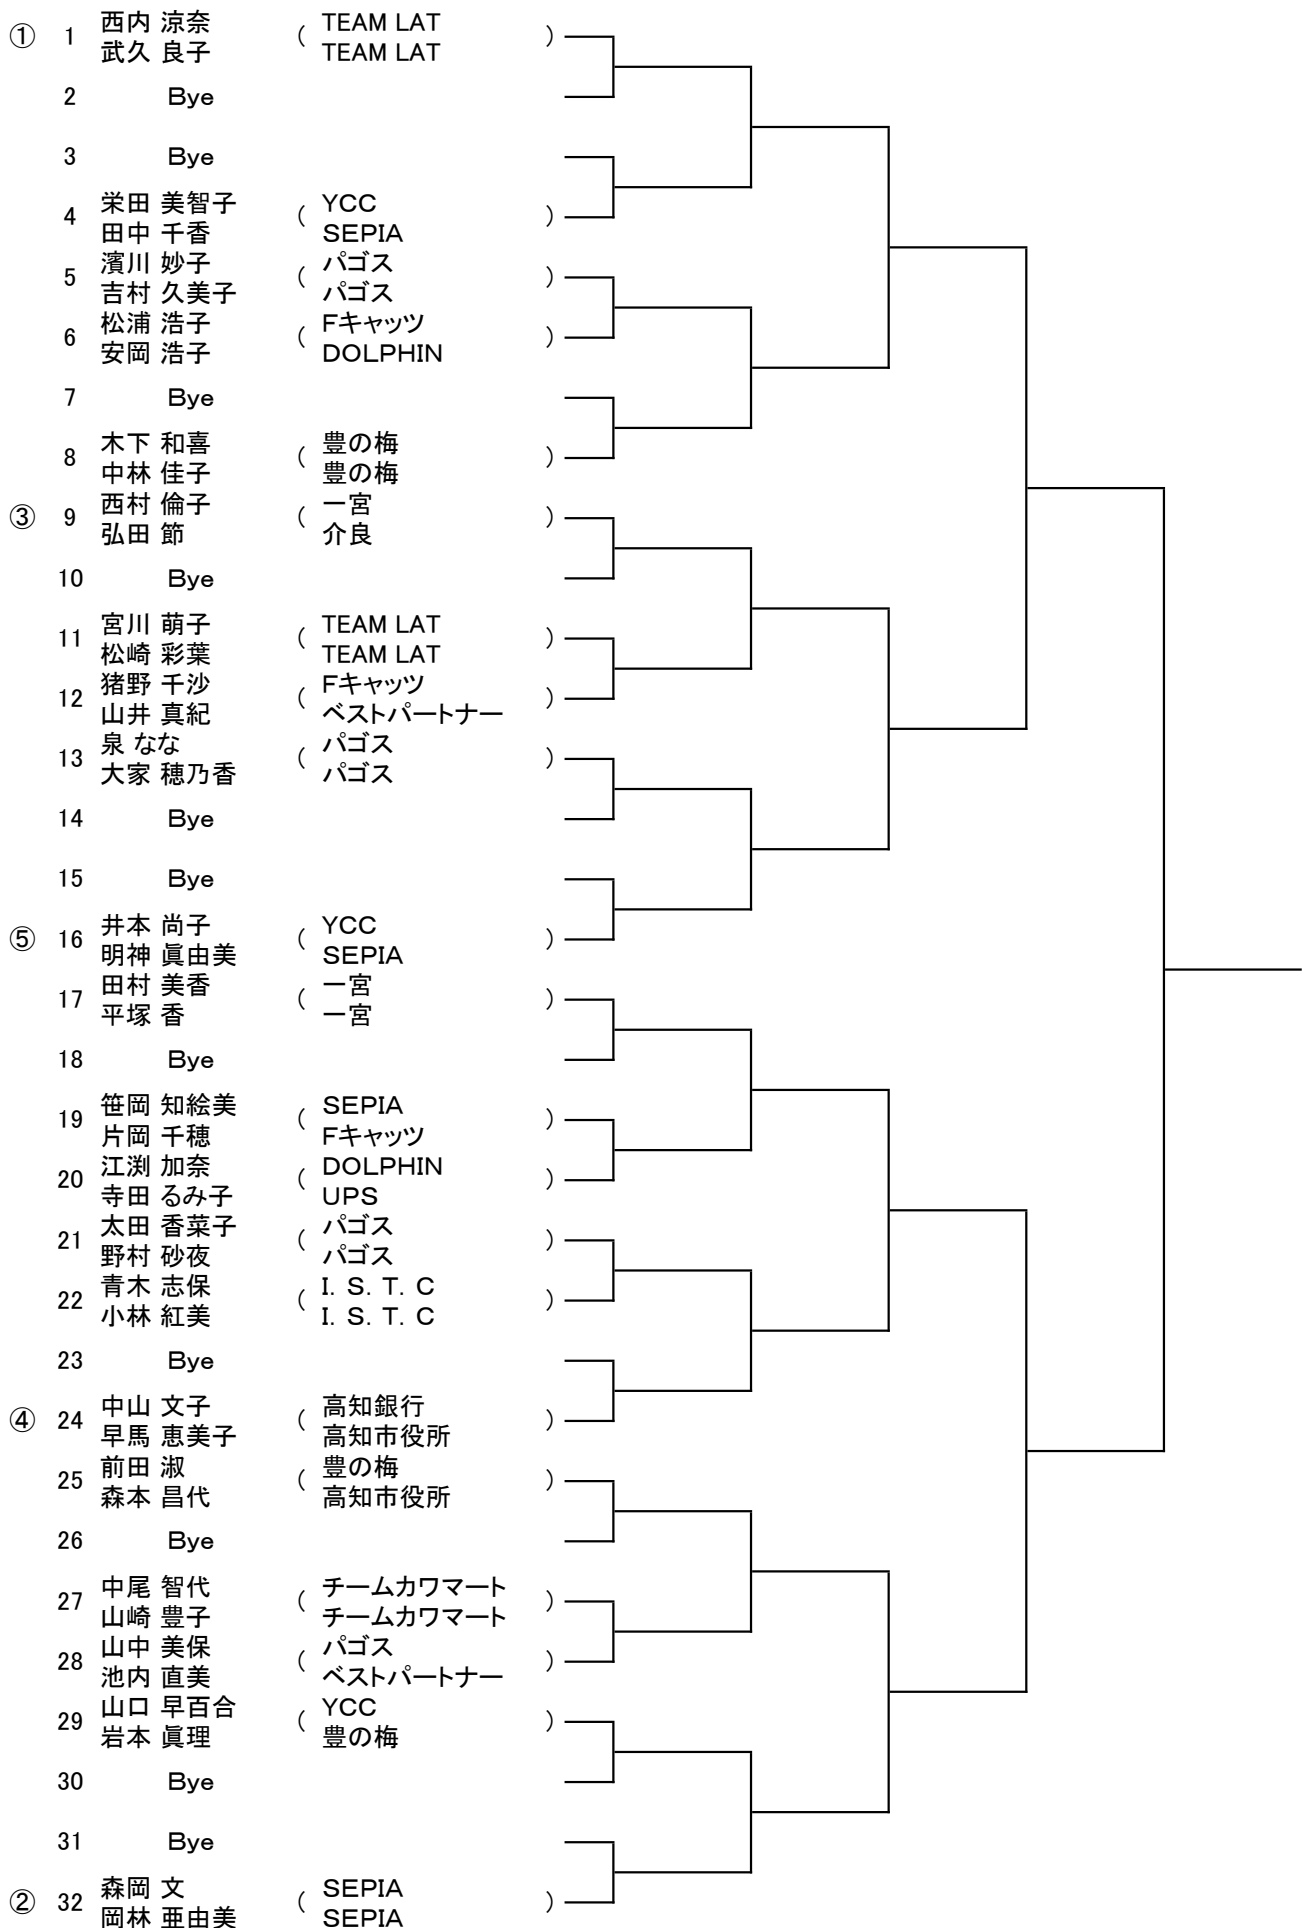 西内 涼奈 TEAM LAT
① 1 ( )
武久 良子 TEAM LAT
2 Bye
3 Bye
栄田 美智子 YCC
4 ( )
田中 千香 SEPIA
濱川 妙子 パゴス
5 ( )
吉村 久美子 パゴス
松浦 浩子 Fキャッツ
6 ( )
安岡 浩子 DOLPHIN
7 Bye
木下 和喜 豊の梅
8 ( )
中林 佳子 豊の梅
西村 倫子 一宮
③ 9 ( )
弘田 節 介良
10 Bye
宮川 萌子 TEAM LAT
11 ( )
松崎 彩葉 TEAM LAT
猪野 千沙 Fキャッツ
12 ( )
山井 真紀 ベストパートナー
泉 なな パゴス
13 ( )
大家 穂乃香 パゴス
14 Bye
15 Bye
井本 尚子 YCC
⑤ 16 ( )
明神 眞由美 SEPIA
田村 美香 一宮
17 ( )
平塚 香 一宮
18 Bye
笹岡 知絵美 SEPIA
19 ( )
片岡 千穂 Fキャッツ
江渕 加奈 DOLPHIN
20 ( )
寺田 るみ子 UPS
太田 香菜子 パゴス
21 ( )
野村 砂夜 パゴス
青木 志保 I. S. T. C
22 ( )
小林 紅美 I. S. T. C
23 Bye
中山 文子 高知銀行
④ 24 ( )
早馬 恵美子 高知市役所
前田 淑 豊の梅
25 ( )
森本 昌代 高知市役所
26 Bye
中尾 智代 チームカワマート
27 ( )
山崎 豊子 チームカワマート
山中 美保 パゴス
28 ( )
池内 直美 ベストパートナー
山口 早百合 YCC
29 ( )
岩本 眞理 豊の梅
30 Bye
31 Bye
森岡 文 SEPIA
② 32 ( )
岡林 亜由美 SEPIA